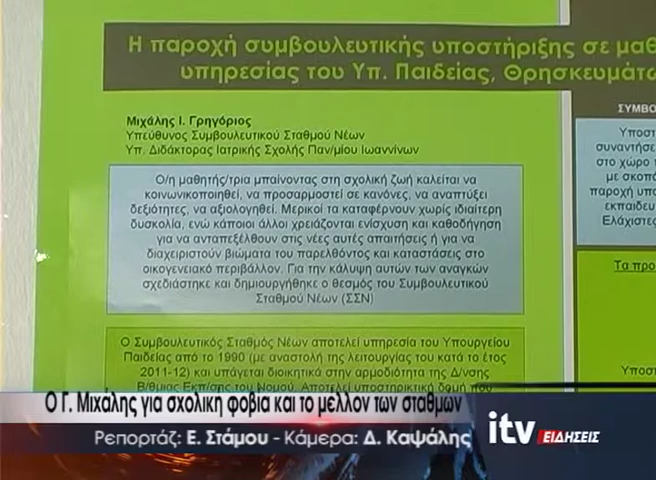 Η παροχή συμβουλευτικής υποστήριξης σε μαθ
υπηρεσίας του Υπ. Παιδείας, Θρησκευμάτω
Μιχάλης Ι. Γρηγόριος
Υπεύθυνος Συμβουλευτικού Σταθμού Νέων
Υπ. Διδάκτορας Ιατρικής Σχολής Παν/μίου Ιωαννίνων
Ο/η μαθητής/τρια μπαίνοντας στη σχολική ζωή καλείται να
κοινωνικοποιηθεί, να προσαρμοστεί σε κανόνες, να αναπτύξει
δεξιότητες, να αξιολογηθεί. Μερικοί τα καταφέρνουν χωρίς ιδιαίτερη
δυσκολία, ενώ κάποιοι άλλοι χρειάζονται ενίσχυση και καθοδήγηση
για να ανταπεξέλθουν στις νέες αυτές απαιτήσεις ή για να
διαχειριστούν βιώματα του παρελθόντος και καταστάσεις στο
οικογενειακό περιβάλλον. Για την κάλυψη αυτών των αναγκών
σχεδιάστηκε και δημιουργήθηκε ο θεσμός του Συμβουλευτικού
Σταθμού Νέων (ΣΣΝ)
Ο Συμβουλευτικός Σταθμός Νέων αποτελεί υπηρεσία του Υπουργείου
Παιδείας από το 1990 (με αναστολή της λειτουργίας του κατά το έτος
2011-12) και υπάγεται διοικητικά στην αρμοδιότητα της Δ/νσης
Β/θμιας Εκπ/σης του Νομού. Αποτελεί υποστηρικτική δομή που
ΣΥΜΒΟ
Υποστ
συναντήσε
στο χώρο τ
με σκοπό
παροχή υπο
εκπαιδευ
Ελάχιστες
Τα προ
Υποστ
Ο Γ. Μιχάλης για σχολική φοβία και το μέλλον των σταθμών
Ρεπορτάζ: Ε. Στάμου - Κάμερα: Δ. Καψάλης
itv ΕΙΔΗΣΕΙΣ